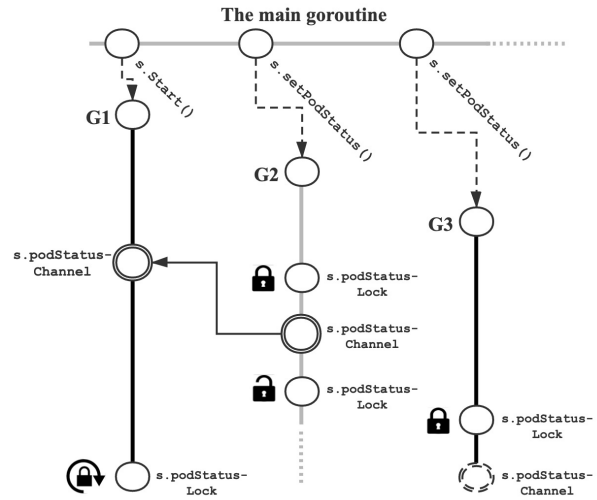 The main goroutine
s.Start()
s.setPodStatus()
s.setPodStatus()
G1
G2
G3
s.podStatus-
Channel
s.podStatus-
Lock
s.podStatus-
Channel
s.podStatus-
Lock
s.podStatus-
Lock
s.podStatus-
Lock
s.podStatus-
Channel